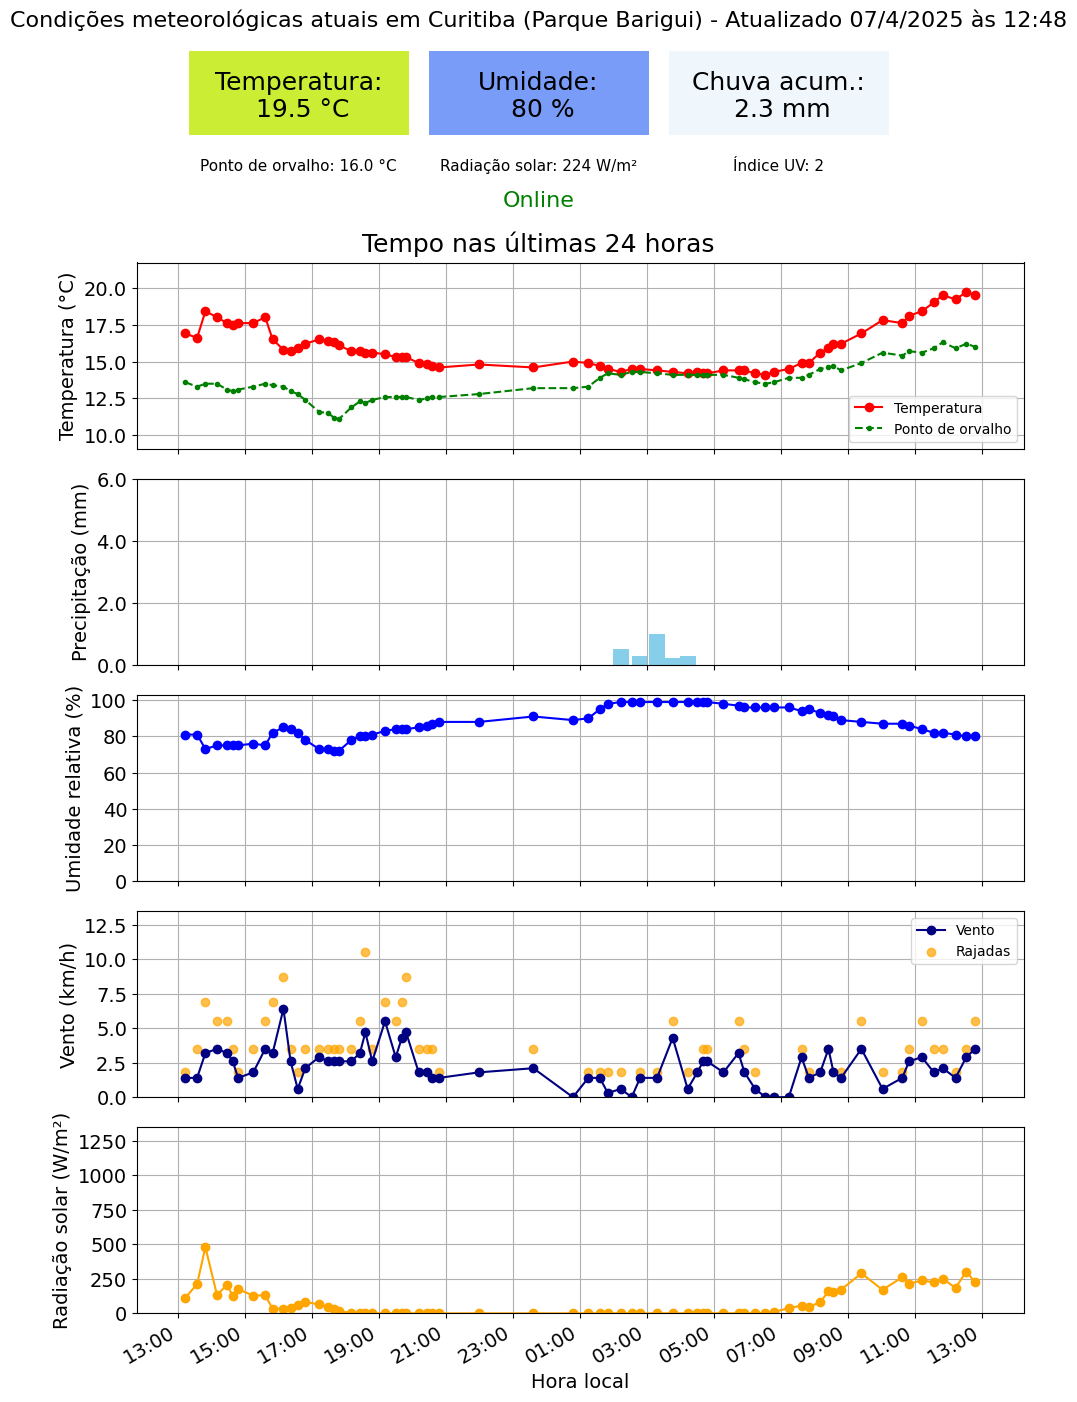 Condições meteorológicas atuais em Curitiba (Parque Barigui) - Atualizado 07/4/2025 às 12:48
Temperatura:
19.5 °C
Umidade:
80 %
Chuva acum.:
2.3 mm
Ponto de orvalho: 16.0 °C
Radiação solar: 224 W/m²
Índice UV: 2
Online
Tempo nas últimas 24 horas
Temperatura (°C)
20.0
17.5
15.0
12.5
10.0
Temperatura
Ponto de orvalho
Precipitação (mm)
6.0
4.0
2.0
0.0
Umidade relativa (%)
100
80
60
40
20
0
Vento (km/h)
12.5
10.0
7.5
5.0
2.5
0.0
Vento
Rajadas
Radiação solar (W/m²)
1250
1000
750
500
250
0
13:00
15:00
17:00
19:00
21:00
23:00
01:00
03:00
05:00
07:00
09:00
11:00
13:00
Hora local